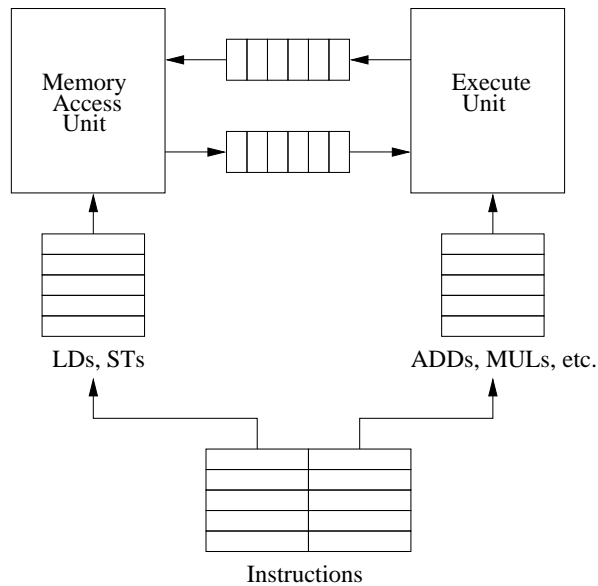 Memory
Access
Unit
Execute
Unit
LDs, STs
ADDs, MULs, etc.
Instructions